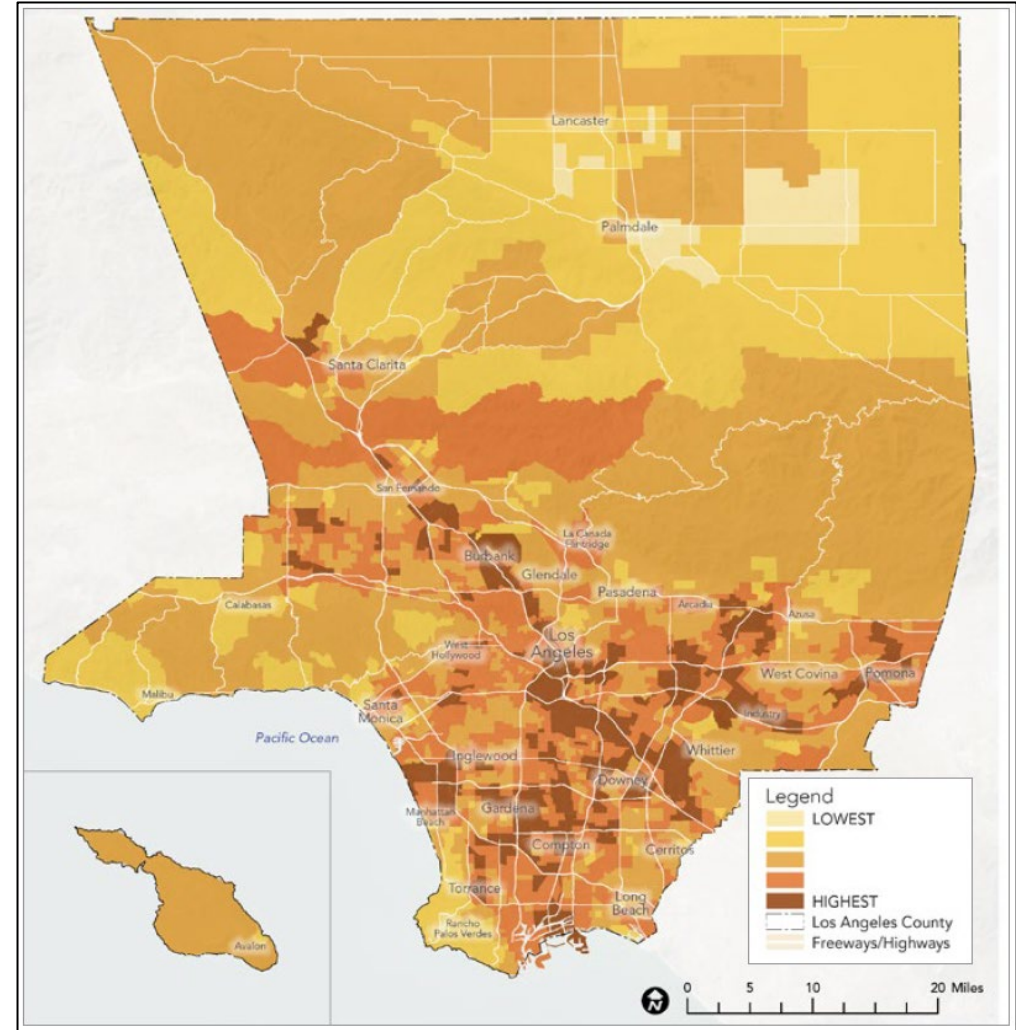 Lancaster
Palmdale
Santa Clarita
San Fernando
La Canada
Flintridge
Burbank
Glendale
Pasadena
Arcadia
Azusa
Calabasas
West
Hollywood
Los
Angeles
West Covina
Pomona
Malibu
Santa
Monica
Industry
Pacific Ocean
Inglewood
Whittier
Downey
Manhattan
Beach
Gardena
Compton
Cerritos
Torrance
Long
Beach
Rancho
Palos Verdes
Avalon
Legend
LOWEST
HIGHEST
Los Angeles County
Freeways/Highways
N
0 5 10 20 Miles